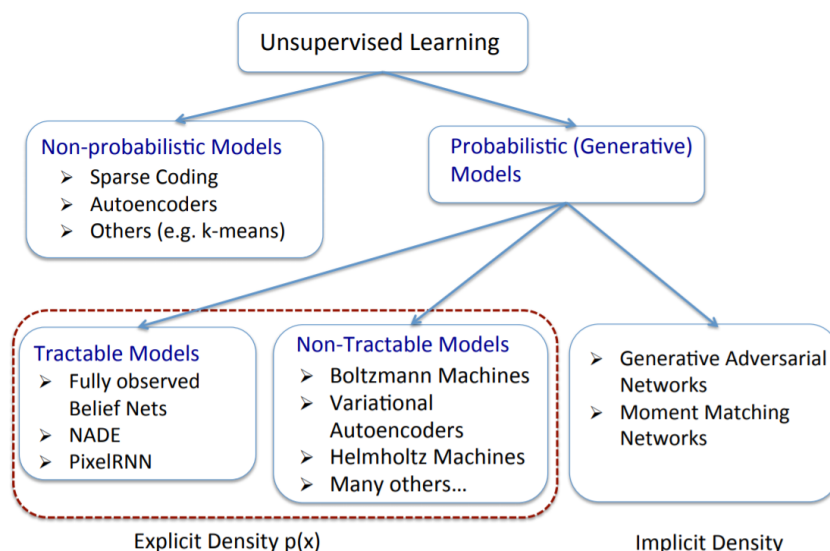 Unsupervised Learning
Non-probabilistic Models
➢ Sparse Coding
➢ Autoencoders
➢ Others (e.g. k-means)
Probabilistic (Generative)
Models
Tractable Models
➢ Fully observed
Belief Nets
➢ NADE
➢ PixelRNN
Non-Tractable Models
➢ Boltzmann Machines
➢ Variational
Autoencoders
➢ Helmholtz Machines
➢ Many others…
➢ Generative Adversarial
Networks
➢ Moment Matching
Networks
Explicit Density p(x)
Implicit Density